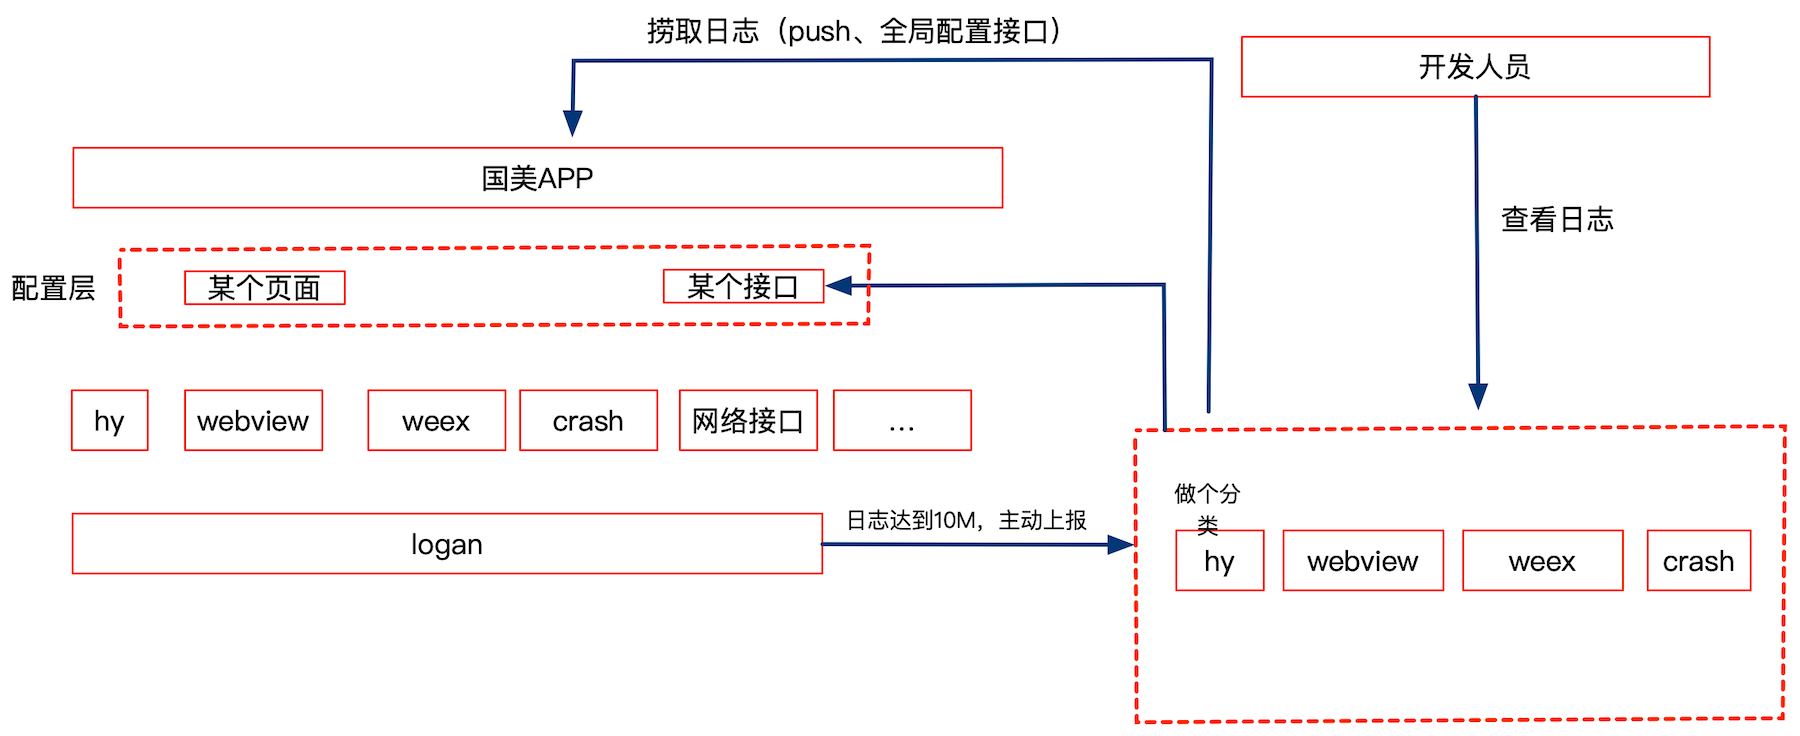 捞取日志（push、全局配置接口）
开发人员
国美APP
查看日志
配置层
某个页面
某个接口
hy
webview
weex
crash
网络接口
...
logan
日志达到10M，主动上报
做个分
类
hy
webview
weex
crash